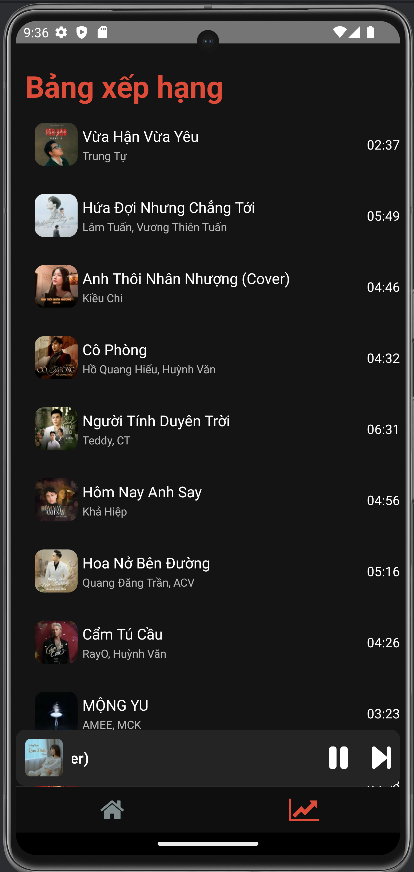 9:36
Bảng xếp hạng
Vừa Hận Vừa Yêu
Trung Tự
02:37
Hứa Đợi Nhưng Chẳng Tới
Lâm Tuấn, Vương Thiên Tuấn
05:49
Anh Thôi Nhân Nhượng (Cover)
Kiều Chi
04:46
Cô Phòng
Hồ Quang Hiếu, Huỳnh Văn
04:32
Người Tính Duyên Trời
Teddy, CT
06:31
Hôm Nay Anh Say
Khả Hiệp
04:56
Hoa Nở Bên Đường
Quang Đăng Trần, ACV
05:16
Cẩm Tú Cầu
RayO, Huỳnh Văn
04:26
MỘNG YU
AMEE, MCK
03:23
er)